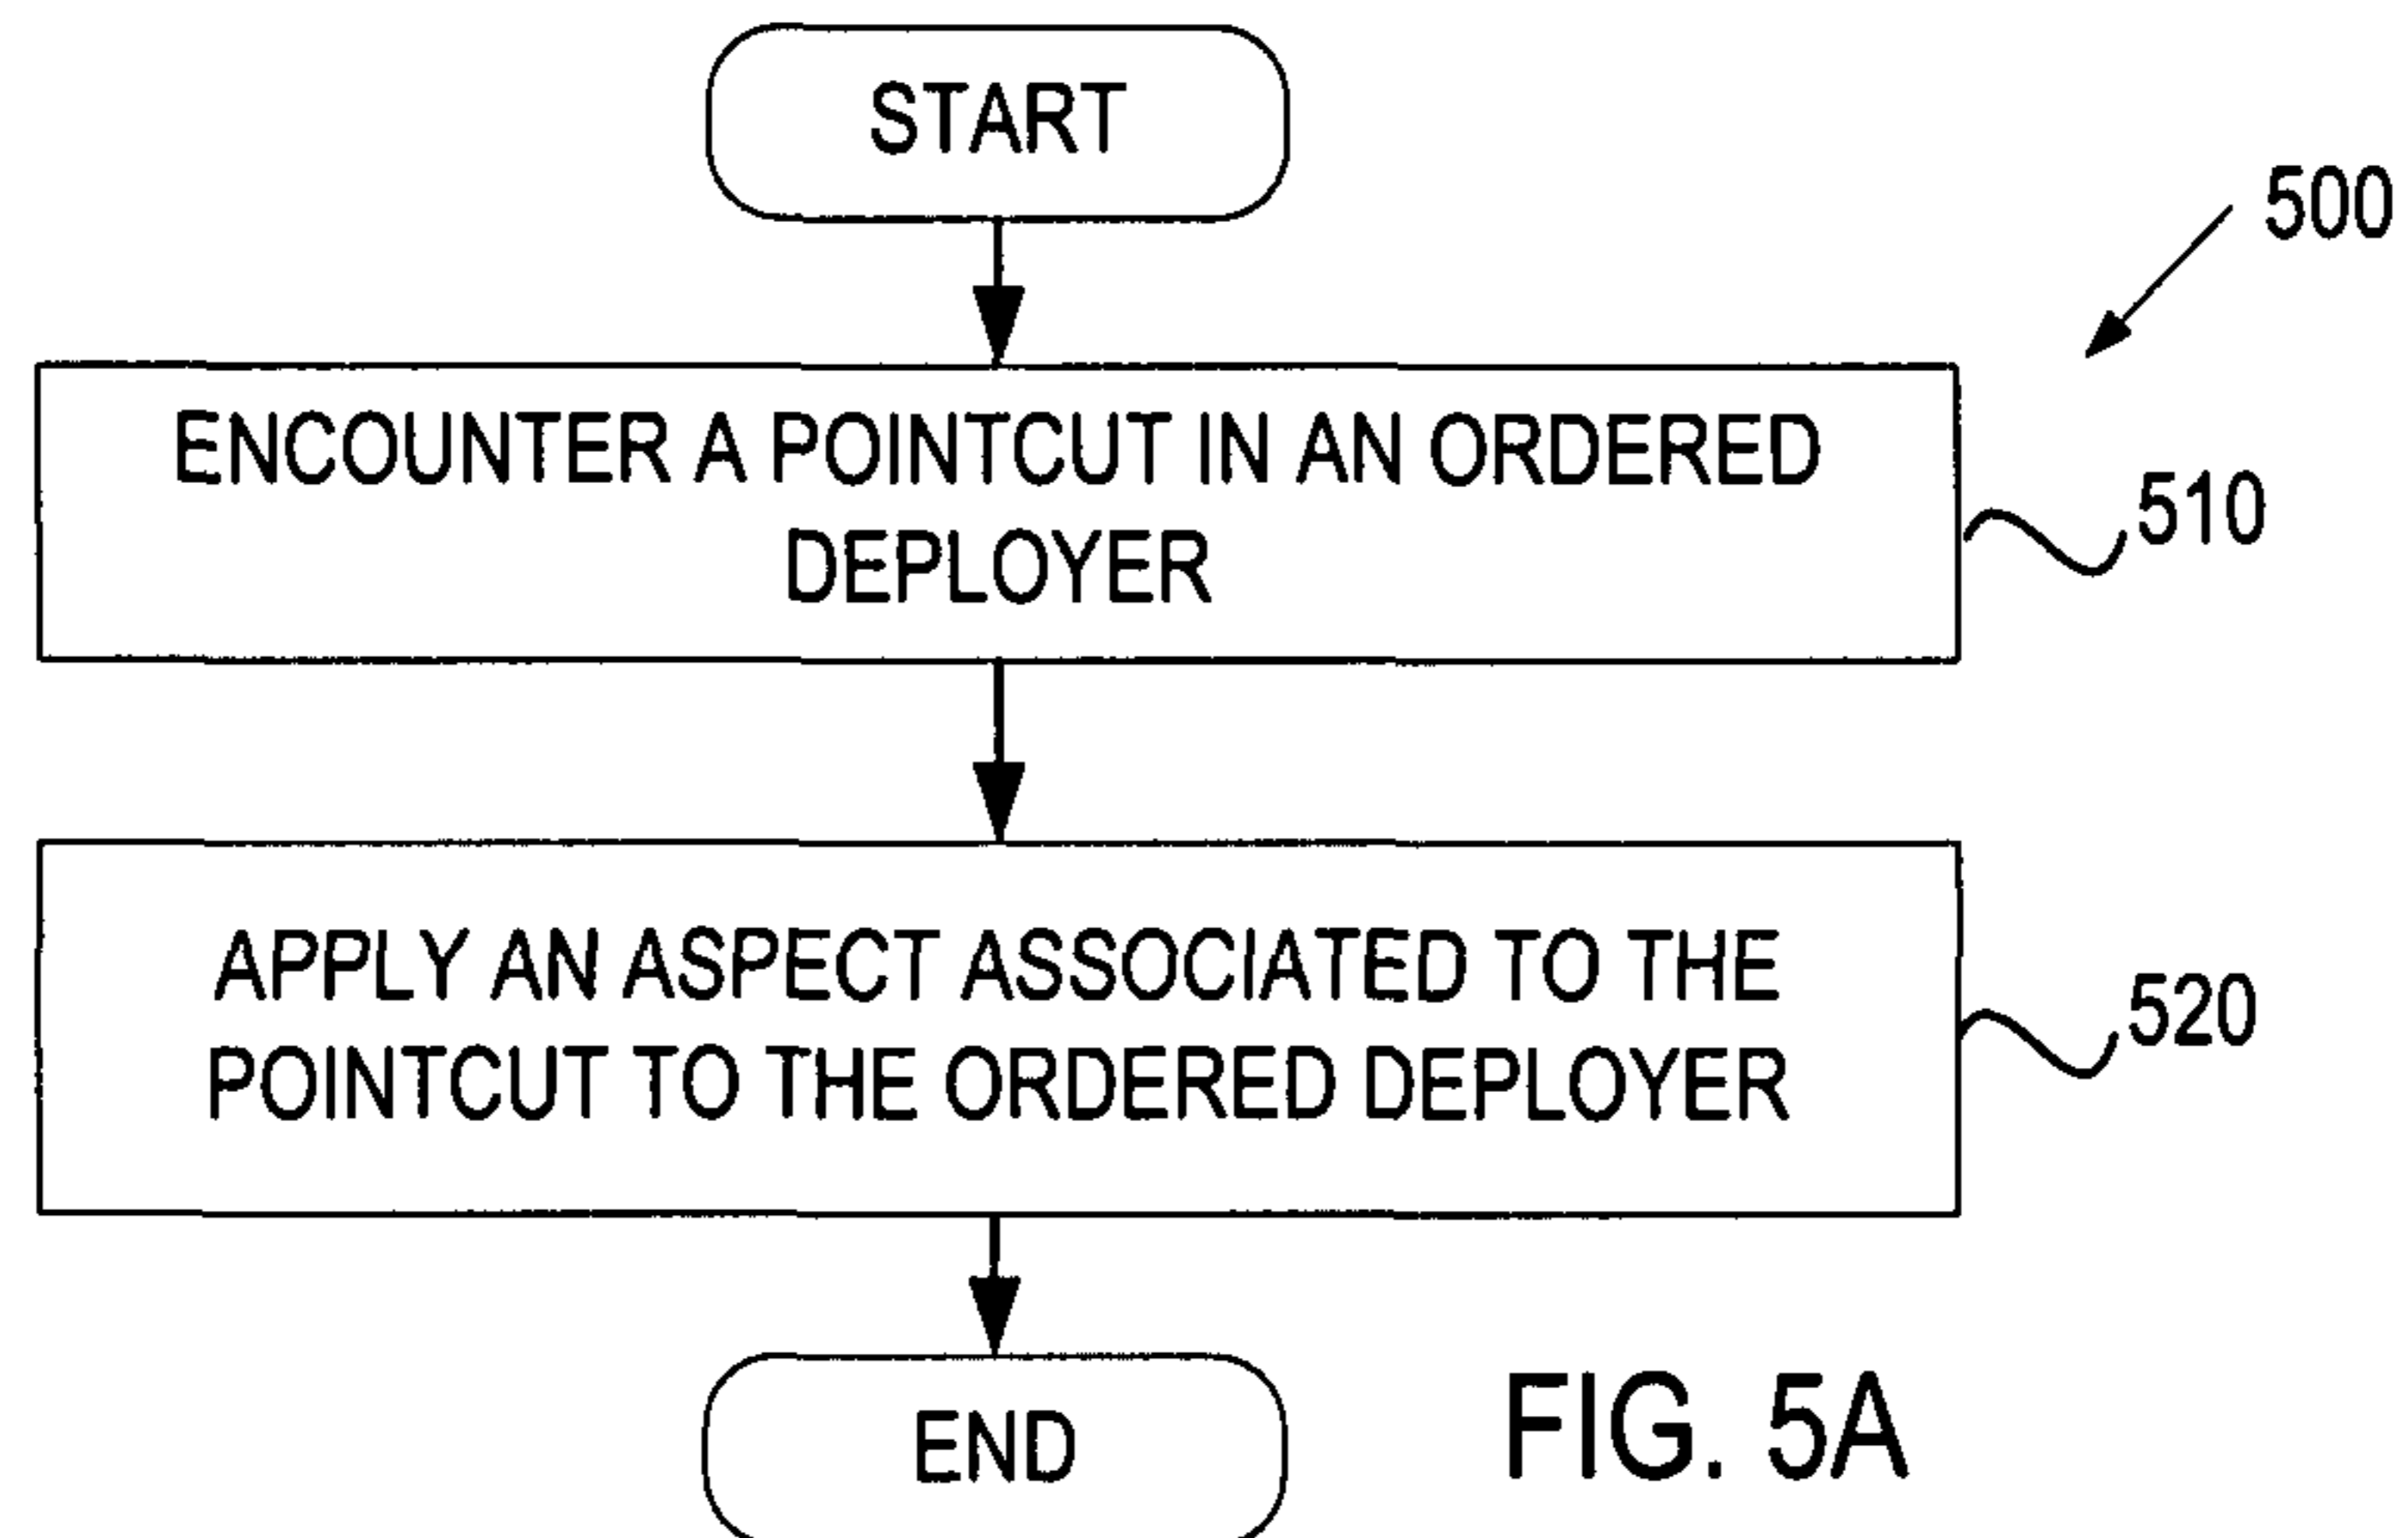 START
500
ENCOUNTER A POINTCUT IN AN ORDERED
DEPLOYER
510
APPLY AN ASPECT ASSOCIATED TO THE
POINTCUT TO THE ORDERED DEPLOYER
520
END
FIG. 5A